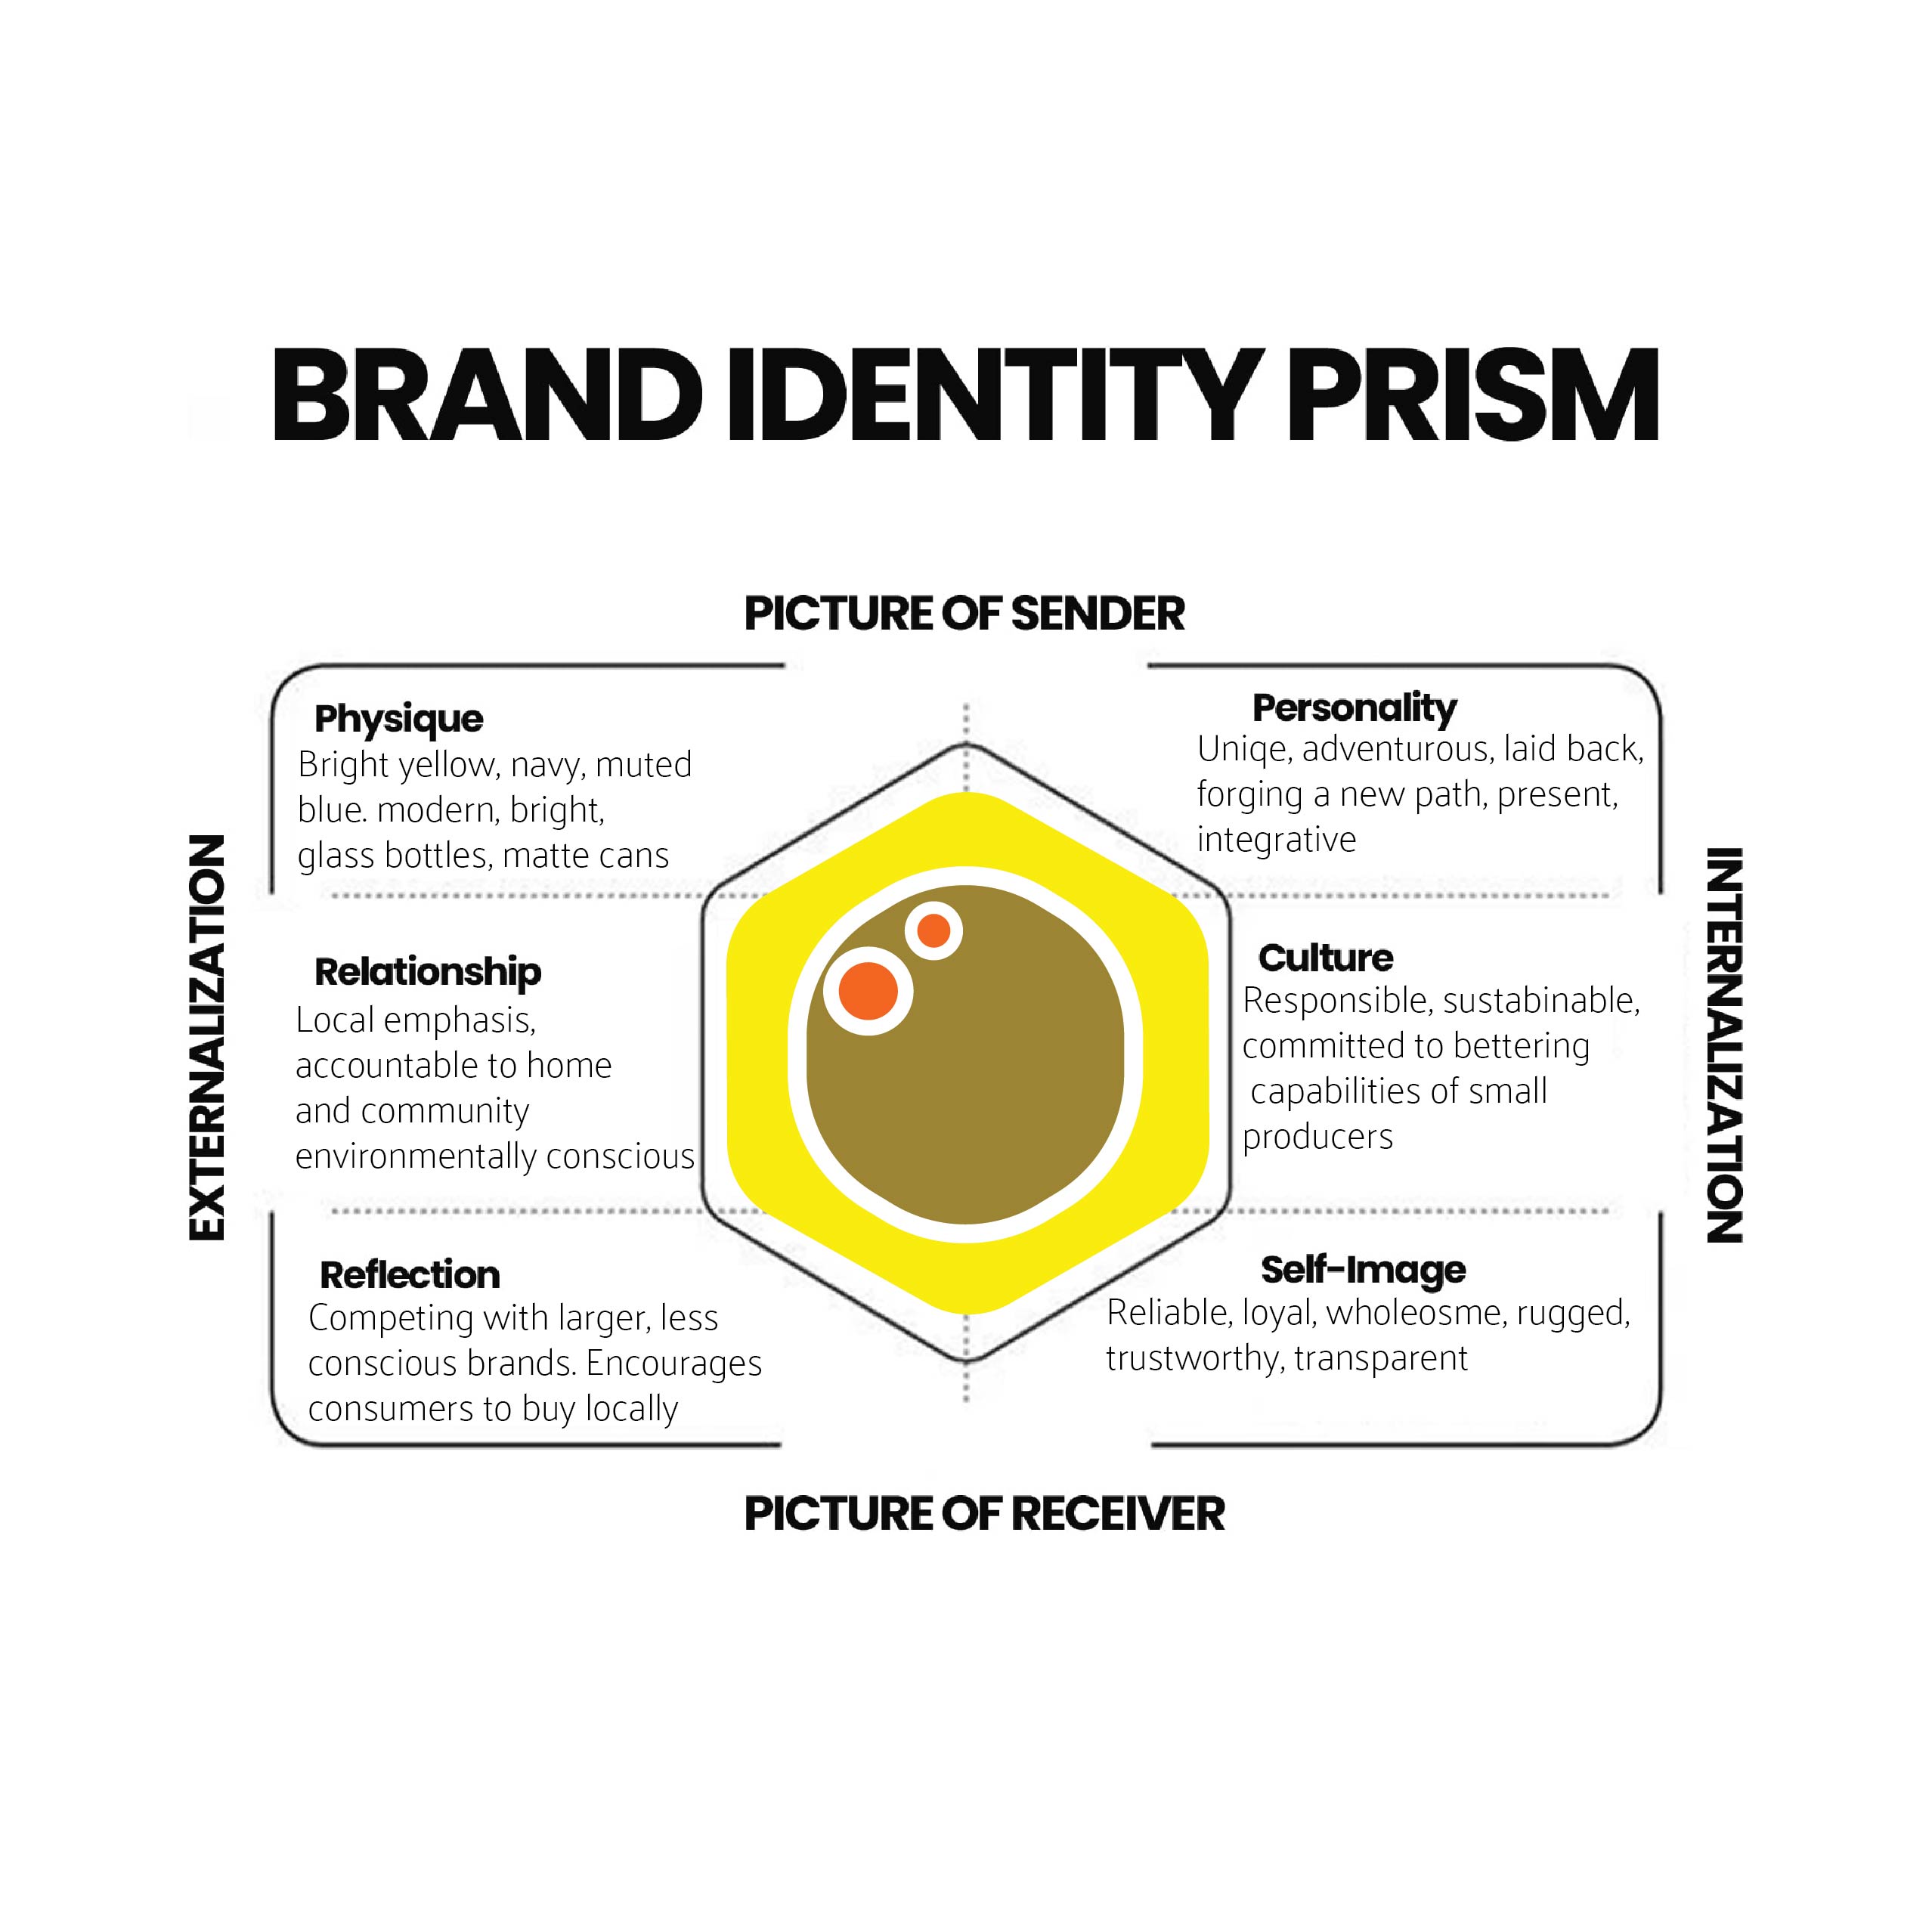 BRAND IDENTITY PRISM
PICTURE OF SENDER
Physique
Bright yellow, navy, muted
blue. modern, bright,
glass bottles, matte cans
Personality
Uniqe, adventurous, laid back,
forging a new path, present,
integrative
EXTERNALIZATION
Relationship
Local emphasis,
accountable to home
and community
environmentally conscious
Culture
Responsible, sustabinable,
committed to bettering
capabilities of small
producers
INTERNALIZATION
Reflection
Competing with larger, less
conscious brands. Encourages
consumers to buy locally
Self-Image
Reliable, loyal, wholeosme, rugged,
trustworthy, transparent
PICTURE OF RECEIVER